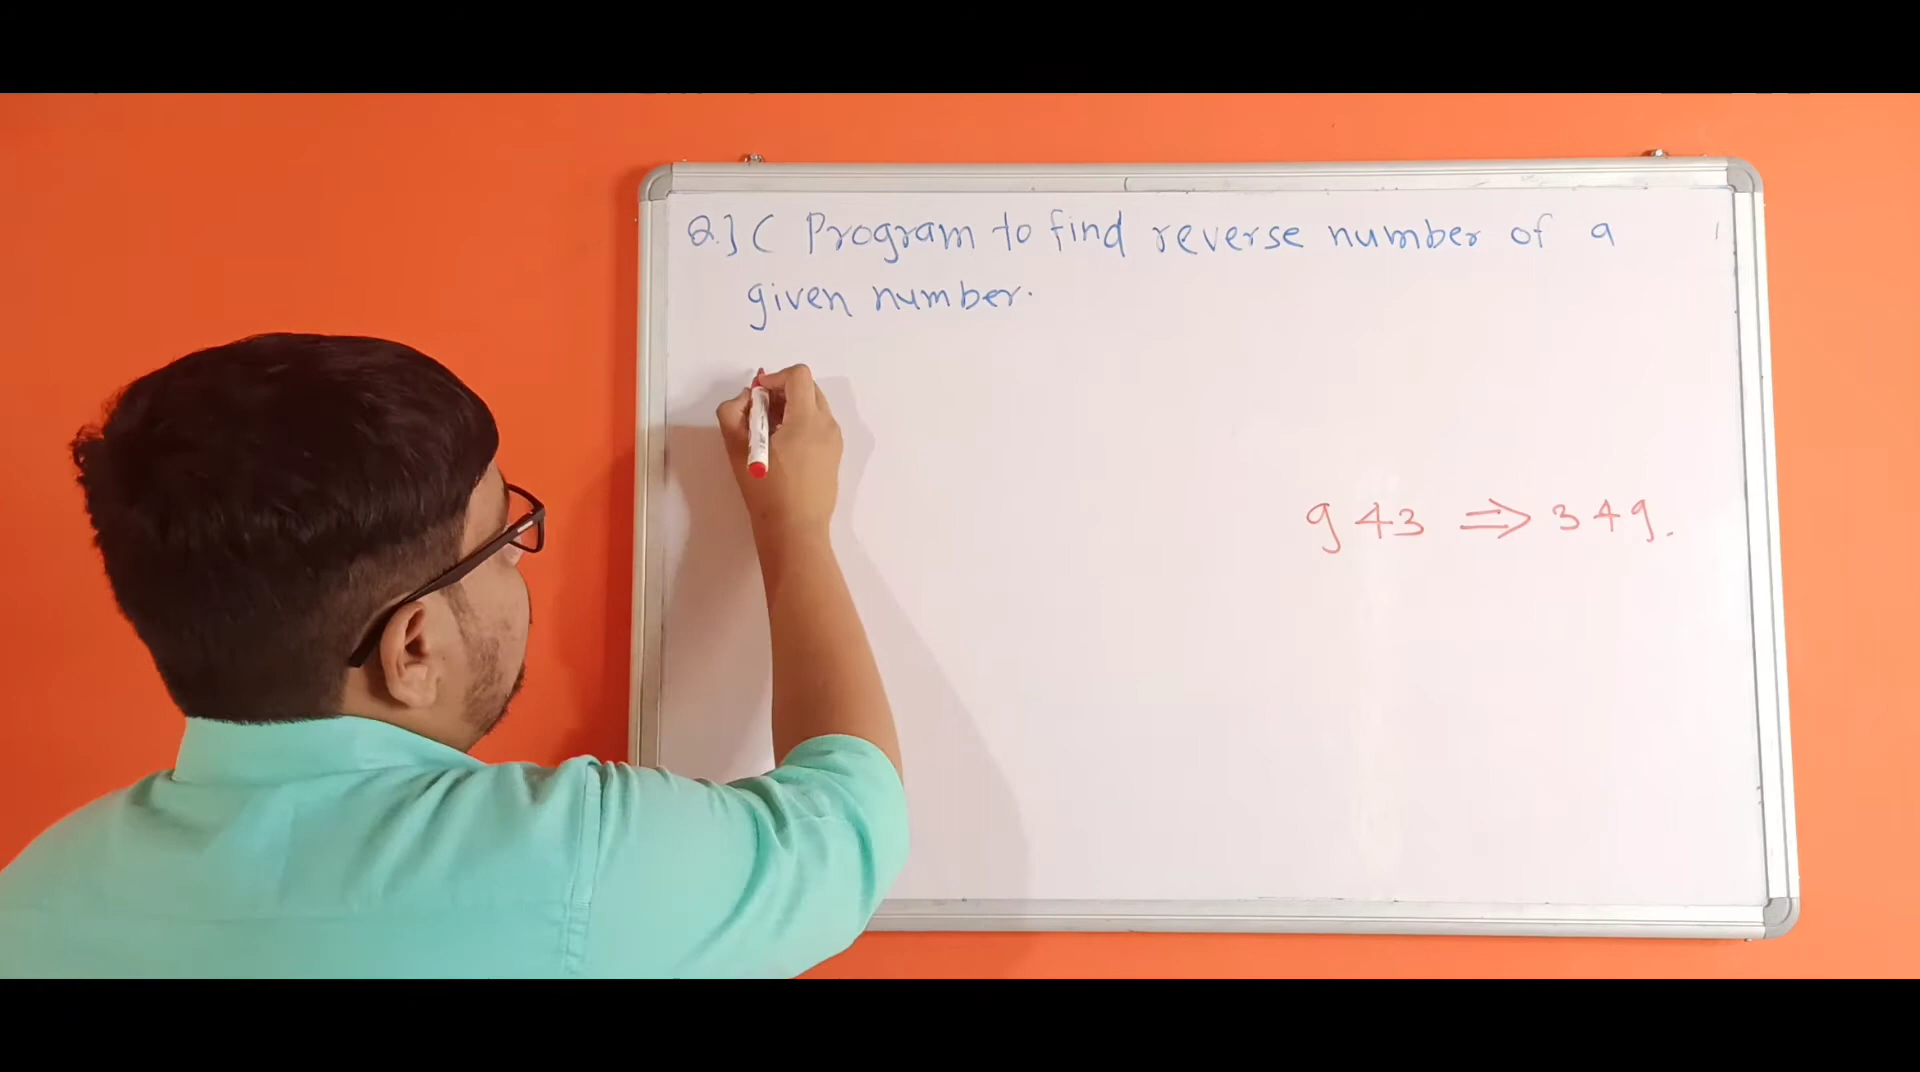 Q.] C Program to find reverse number of a
given number.
943 ⇒ 349.